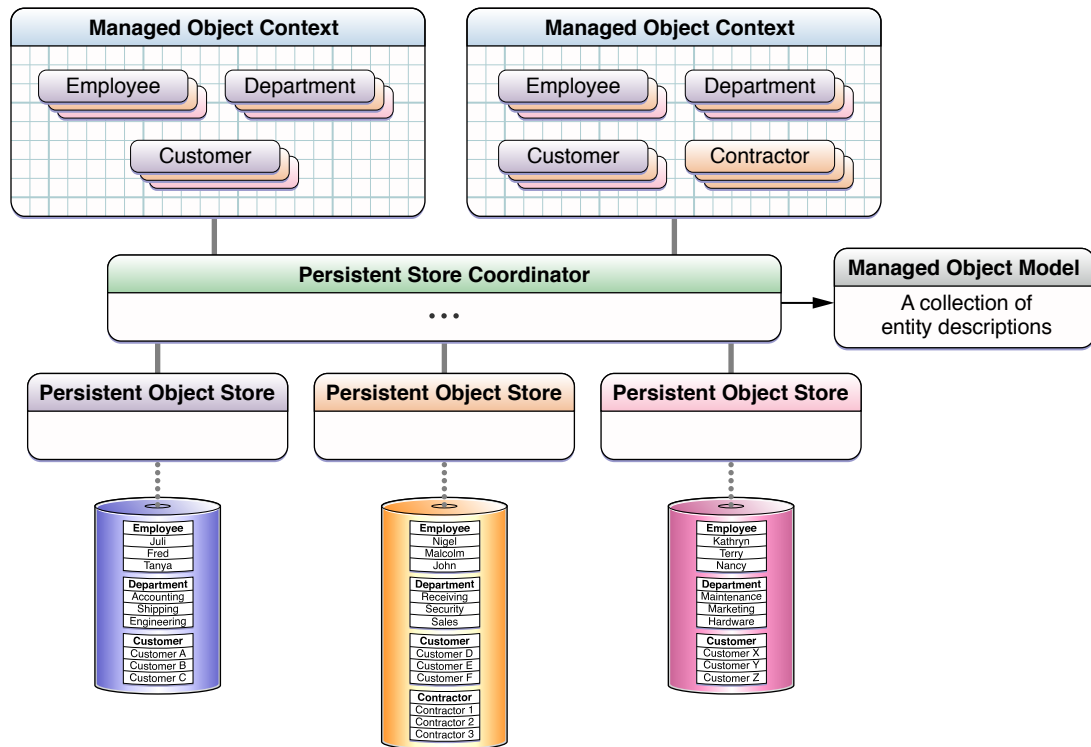 Managed Object Context
Employee
Department
Customer
Managed Object Context
Employee
Department
Customer
Contractor
Persistent Store Coordinator
...
Managed Object Model
A collection of
entity descriptions
Persistent Object Store
Persistent Object Store
Persistent Object Store
Employee
Juli
Fred
Tanya
Department
Accounting
Shipping
Engineering
Customer
Customer A
Customer B
Customer C
Employee
Nigel
Malcolm
John
Department
Receiving
Security
Sales
Customer
Customer D
Customer E
Customer F
Contractor
Contractor 1
Contractor 2
Contractor 3
Employee
Kathryn
Terry
Nancy
Department
Maintenance
Marketing
Hardware
Customer
Customer X
Customer Y
Customer Z